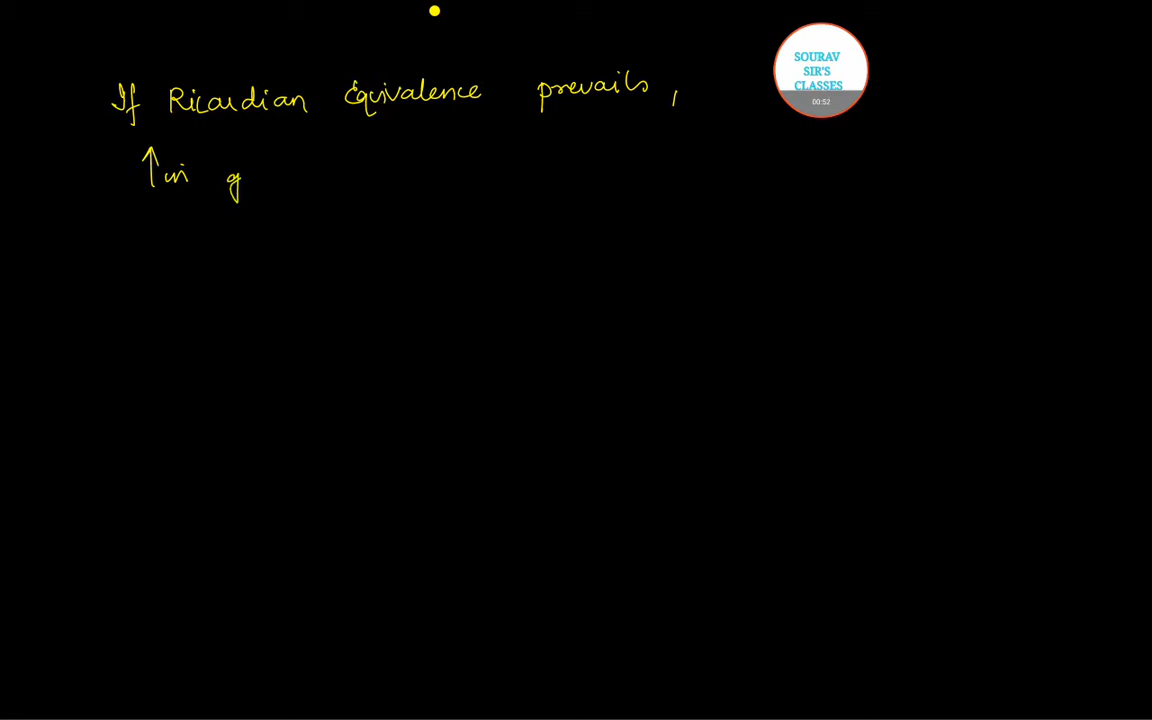 If Ricardian Equivalence prevails,
↑ in g
SOURAV
SIR'S
CLASSES
00:52